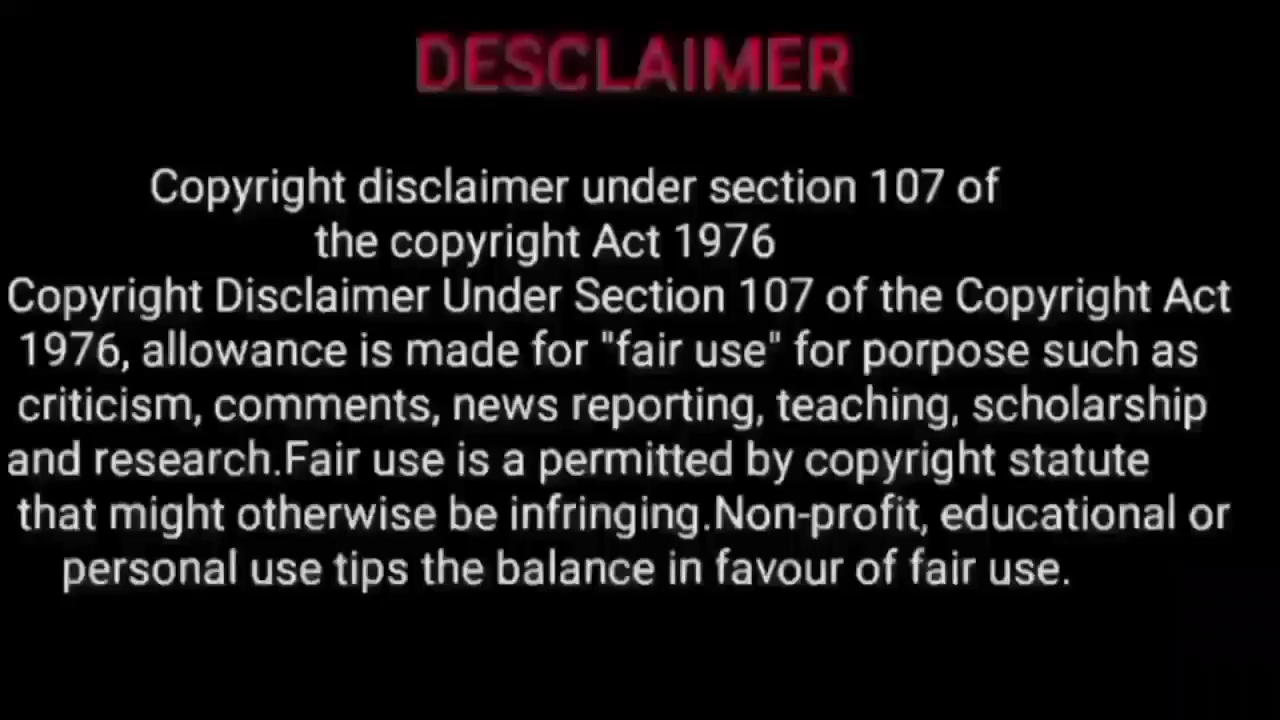 DESCLAIMER
Copyright disclaimer under section 107 of
the copyright Act 1976
Copyright Disclaimer Under Section 107 of the Copyright Act
1976, allowance is made for "fair use" for porpose such as
criticism, comments, news reporting, teaching, scholarship
and research.Fair use is a permitted by copyright statute
that might otherwise be infringing.Non-profit, educational or
personal use tips the balance in favour of fair use.